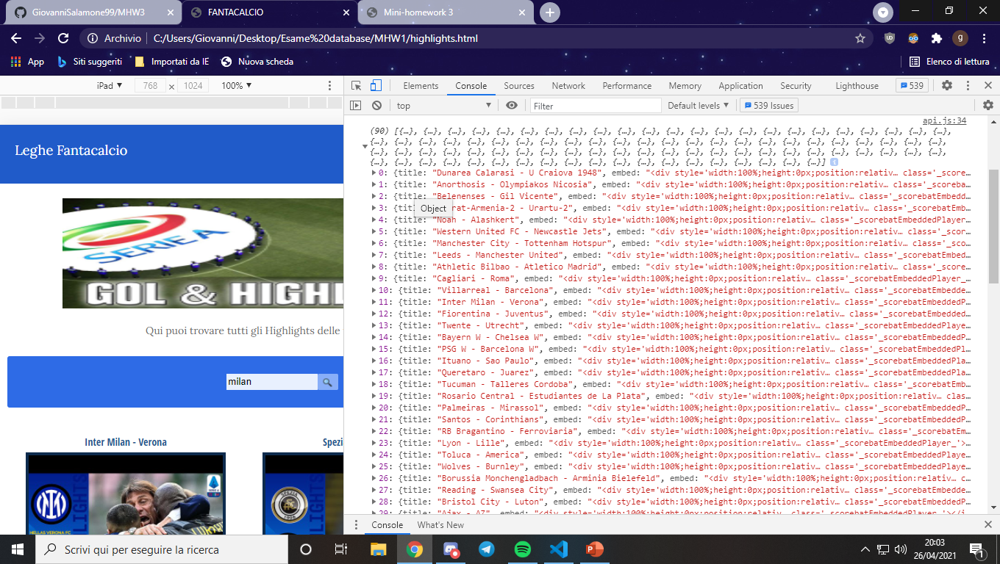 GiovanniSalamone99/MHW3
FANTACALCIO
Mini-homework 3
Archivio
C:/Users/Giovanni/Desktop/Esame%20database/MHW1/highlights.html
g
App
Siti suggeriti
Importati da IE
Nuova scheda
Elenco di lettura
iPad ▼ 768 × 1024 100% ▼
Elements Console Sources Network Performance Memory Application Security Lighthouse 539
top ▼ Filter Default levels ▼ 539 Issues
Leghe Fantacalcio
SERIE A
GOL & HIGHL
Qui puoi trovare tutti gli Highlights delle
milan
Inter Milan - Verona
Spezi
HELLAS VERONA FC
api.js:34
(90) [{…}, {…}, {…}, {…}, {…}, {…}, {…}, {…}, {…}, {…}, {…}, {…}, {…}, {…}, {…}, {…}, {…}, {…}, {…}, {…}, {…}, {…}, {…},
{…}, {…}, {…}, {…}, {…}, {…}, {…}, {…}, {…}, {…}, {…}, {…}, {…}, {…}, {…}, {…}, {…}, {…}, {…}, {…}, {…}, {…}, {…},
{…}, {…}, {…}, {…}, {…}, {…}, {…}, {…}, {…}, {…}, {…}, {…}, {…}, {…}, {…}, {…}, {…}, {…}, {…}, {…}, {…}, {…}, {…},
{…}, {…}, {…}, {…}, {…}, {…}, {…}, {…}, {…}, {…}, {…}, {…}, {…}, {…}, {…}, {…}, {…}, {…}, {…}]
0: {title: "Dunarea Calarasi - U Craiova 1948", embed: "<div style='width:100%;height:0px;position:relativ… class='_score…
1: {title: "Anorthosis - Olympiakos Nicosia", embed: "<div style='width:100%;height:0px;position:relativ… class='_scoreba…
2: {title: "Belenenses - Gil Vicente", embed: "<div style='width:100%;height:0px;position:relativ… class='_scorebatEmbedd…
3: {titl rat-Armenia-2 - Urartu-2", embed: "<div style='width:100%;height:0px;position:relativ… class='_scorebatEmb…
Object
4: {title: "Noah - Alashkert", embed: "<div style='width:100%;height:0px;position:relativ… class='_scorebatEmbeddedPlayer…
5: {title: "Western United FC - Newcastle Jets", embed: "<div style='width:100%;height:0px;position:relativ… class='_scor…
6: {title: "Manchester City - Tottenham Hotspur", embed: "<div style='width:100%;height:0px;position:relativ… class='_sco…
7: {title: "Leeds - Manchester United", embed: "<div style='width:100%;height:0px;position:relativ… class='_scorebatEmbed…
8: {title: "Athletic Bilbao - Atletico Madrid", embed: "<div style='width:100%;height:0px;position:relativ… class='_score…
9: {title: "Cagliari - Roma", embed: "<div style='width:100%;height:0px;position:relativ… class='_scorebatEmbeddedPlayer_…
10: {title: "Villarreal - Barcelona", embed: "<div style='width:100%;height:0px;position:relativ… class='_scorebatEmbedde…
11: {title: "Inter Milan - Verona", embed: "<div style='width:100%;height:0px;position:relativ… class='_scorebatEmbeddedP…
12: {title: "Fiorentina - Juventus", embed: "<div style='width:100%;height:0px;position:relativ… class='_scorebatEmbedded…
13: {title: "Twente - Utrecht", embed: "<div style='width:100%;height:0px;position:relativ… class='_scorebatEmbeddedPlaye…
14: {title: "Bayern W - Chelsea W", embed: "<div style='width:100%;height:0px;position:relativ… class='_scorebatEmbeddedP…
15: {title: "PSG W - Barcelona W", embed: "<div style='width:100%;height:0px;position:relativ… class='_scorebatEmbeddedPl…
16: {title: "Ituano - Sao Paulo", embed: "<div style='width:100%;height:0px;position:relativ… class='_scorebatEmbeddedPla…
17: {title: "Queretaro - Juarez", embed: "<div style='width:100%;height:0px;position:relativ… class='_scorebatEmbeddedPla…
18: {title: "Tucuman - Talleres Cordoba", embed: "<div style='width:100%;height:0px;position:relativ… class='_scorebatEmb…
19: {title: "Rosario Central - Estudiantes de La Plata", embed: "<div style='width:100%;height:0px;position:relativ… clas…
20: {title: "Palmeiras - Mirassol", embed: "<div style='width:100%;height:0px;position:relativ… class='_scorebatEmbeddedP…
21: {title: "Santos - Corinthians", embed: "<div style='width:100%;height:0px;position:relativ… class='_scorebatEmbeddedP…
22: {title: "RB Bragantino - Ferroviaria", embed: "<div style='width:100%;height:0px;position:relativ… class='_scorebatEm…
23: {title: "Lyon - Lille", embed: "<div style='width:100%;height:0px;position:relativ… class='_scorebatEmbeddedPlayer_'>…
24: {title: "Toluca - America", embed: "<div style='width:100%;height:0px;position:relativ… class='_scorebatEmbeddedPlaye…
25: {title: "Wolves - Burnley", embed: "<div style='width:100%;height:0px;position:relativ… class='_scorebatEmbeddedPlaye…
26: {title: "Borussia Monchengladbach - Arminia Bielefeld", embed: "<div style='width:100%;height:0px;position:relativ… c…
27: {title: "Reading - Swansea City", embed: "<div style='width:100%;height:0px;position:relativ… class='_scorebatEmbedde…
28: {title: "Bristol City - Luton", embed: "<div style='width:100%;height:0px;position:relativ… class='_scorebatEmbeddedP…
29: {title: "Ajax - AZ", embed: "<div style='width:100%;height:0px;position:relativ… class='_scorebatEmbeddedPlayer_'></i…
Console What's New
Scrivi qui per eseguire la ricerca
20:03
26/04/2021
1